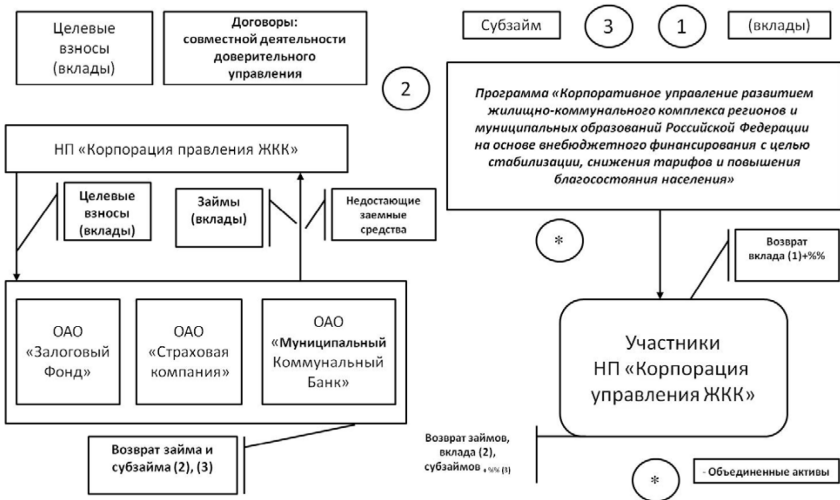 Целевые
взносы
(вклады)
Договоры:
совместной деятельности
доверительного
управления
2
Субзайм
3
1
(вклады)
Программа «Корпоративное управление развитием
жилищно-коммунального комплекса регионов и
муниципальных образований Российской Федерации
на основе внебюджетного финансирования с целью
стабилизации, снижения тарифов и повышения
благосостояния населения»
НП «Корпорация правления ЖКК»
Целевые
взносы
(вклады)
Займы
(вклады)
Недостающие
заемные
средства
*
Возврат
вклада (1)+%%
ОАО
«Залоговый
Фонд»
ОАО
«Страховая
компания»
ОАО
«Муниципальный
Коммунальный
Банк»
Участники
НП «Корпорация
управления ЖКК»
Возврат займа и
субзайма (2), (3)
Возврат займов,
вклада (2),
субзаймов + %% (3)
*
- Объединенные активы